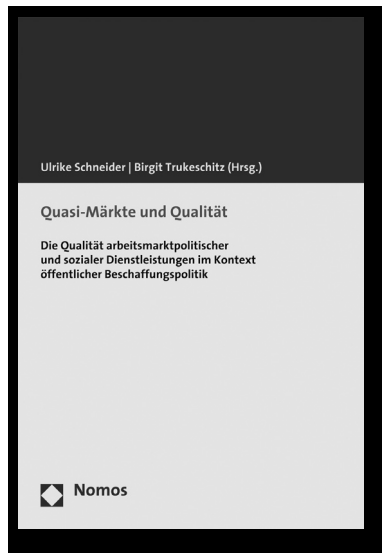 Ulrike Schneider | Birgit Trukeschitz (Hrsg.)
Quasi-Märkte und Qualität
Die Qualität arbeitsmarktpolitischer
und sozialer Dienstleistungen im Kontext
öffentlicher Beschaffungspolitik
Nomos